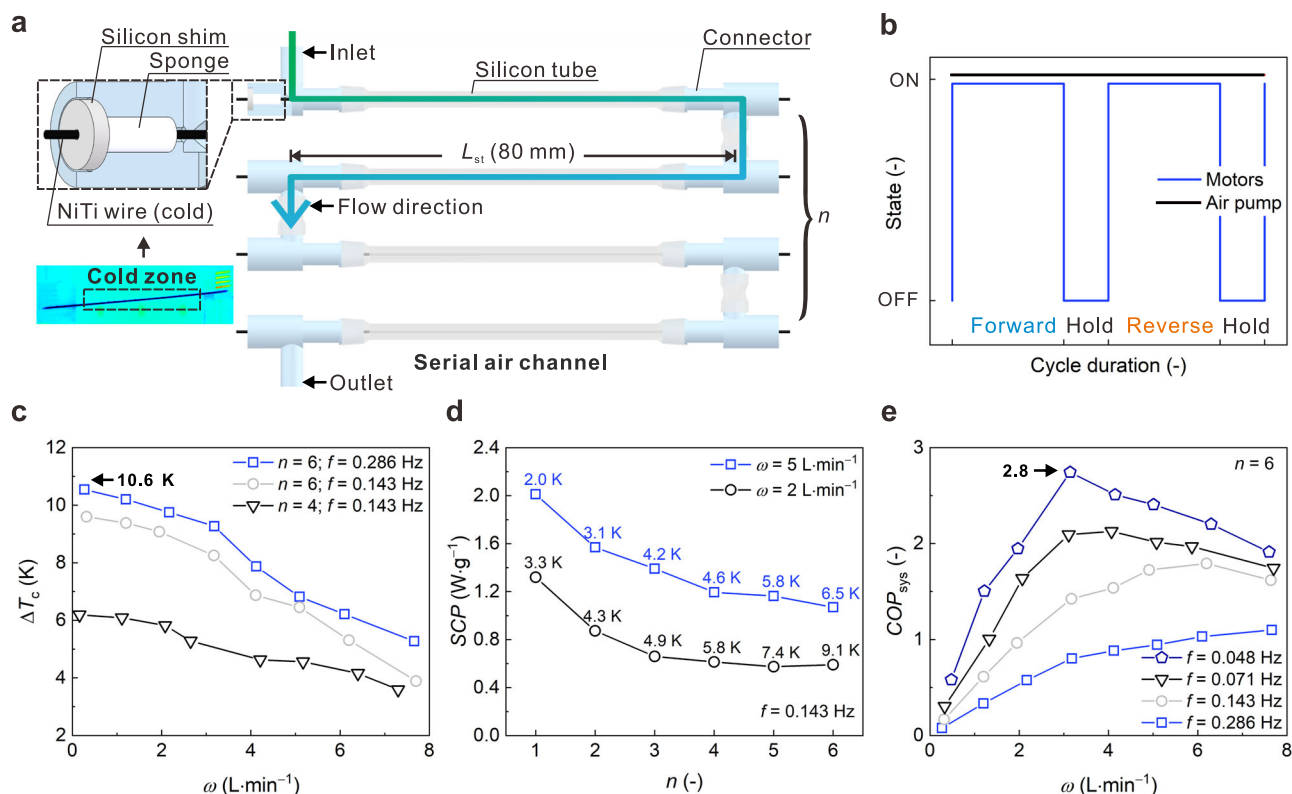 a
Silicon shim
Sponge
NiTi wire (cold)
Cold zone
Inlet
Silicon tube
Connector
Lst (80 mm)
Flow direction
n
Serial air channel
Outlet
b
ON
OFF
State (-)
Motors
Air pump
Forward Hold Reverse Hold
Cycle duration (-)
c
12
10
8
6
4
2
ΔTc (K)
10.6 K
n = 6; f = 0.286 Hz
n = 6; f = 0.143 Hz
n = 4; f = 0.143 Hz
0 2 4 6 8
ω (L·min⁻¹)
d
2.4
2.0
1.6
1.2
0.8
0.4
0.0
SCP (W·g⁻¹)
ω = 5 L·min⁻¹
ω = 2 L·min⁻¹
2.0 K
3.1 K
4.2 K
4.6 K
5.8 K
6.5 K
3.3 K
4.3 K
4.9 K
5.8 K
7.4 K
9.1 K
f = 0.143 Hz
1 2 3 4 5 6
n (-)
e
3
2
1
0
COPsys (-)
2.8
n = 6
f = 0.048 Hz
f = 0.071 Hz
f = 0.143 Hz
f = 0.286 Hz
0 2 4 6 8
ω (L·min⁻¹)